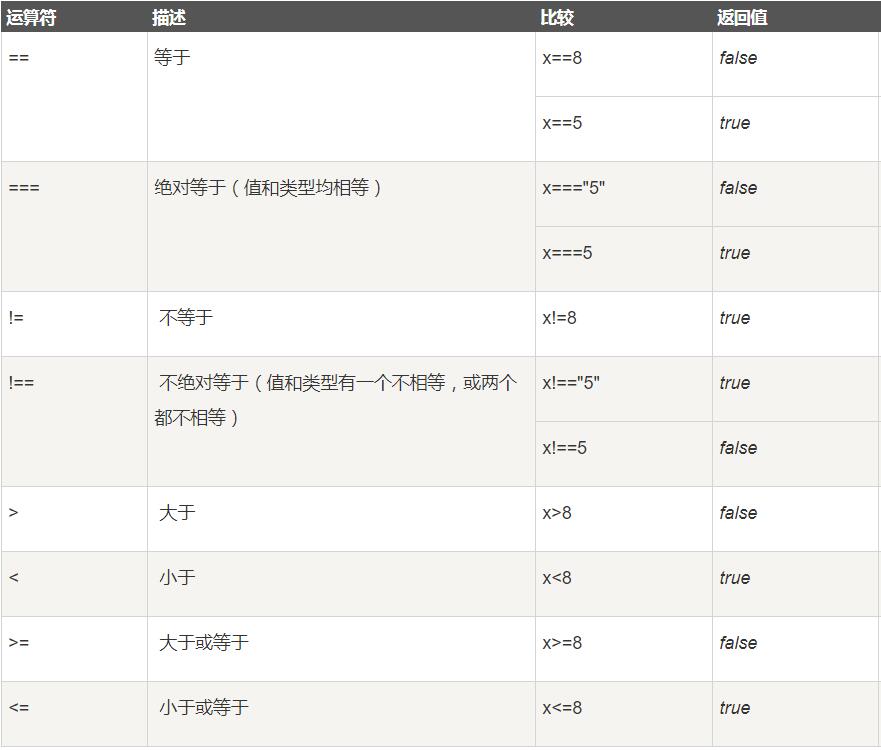 运算符 描述 比较 返回值
== 等于 x==8 false
x==5 true
=== 绝对等于（值和类型均相等） x==="5" false
x===5 true
!= 不等于 x!=8 true
!== 不绝对等于（值和类型有一个不相等，或两个 x!=="5" true
都不相等）
x!==5 false
> 大于 x>8 false
< 小于 x<8 true
>= 大于或等于 x>=8 false
<= 小于或等于 x<=8 true